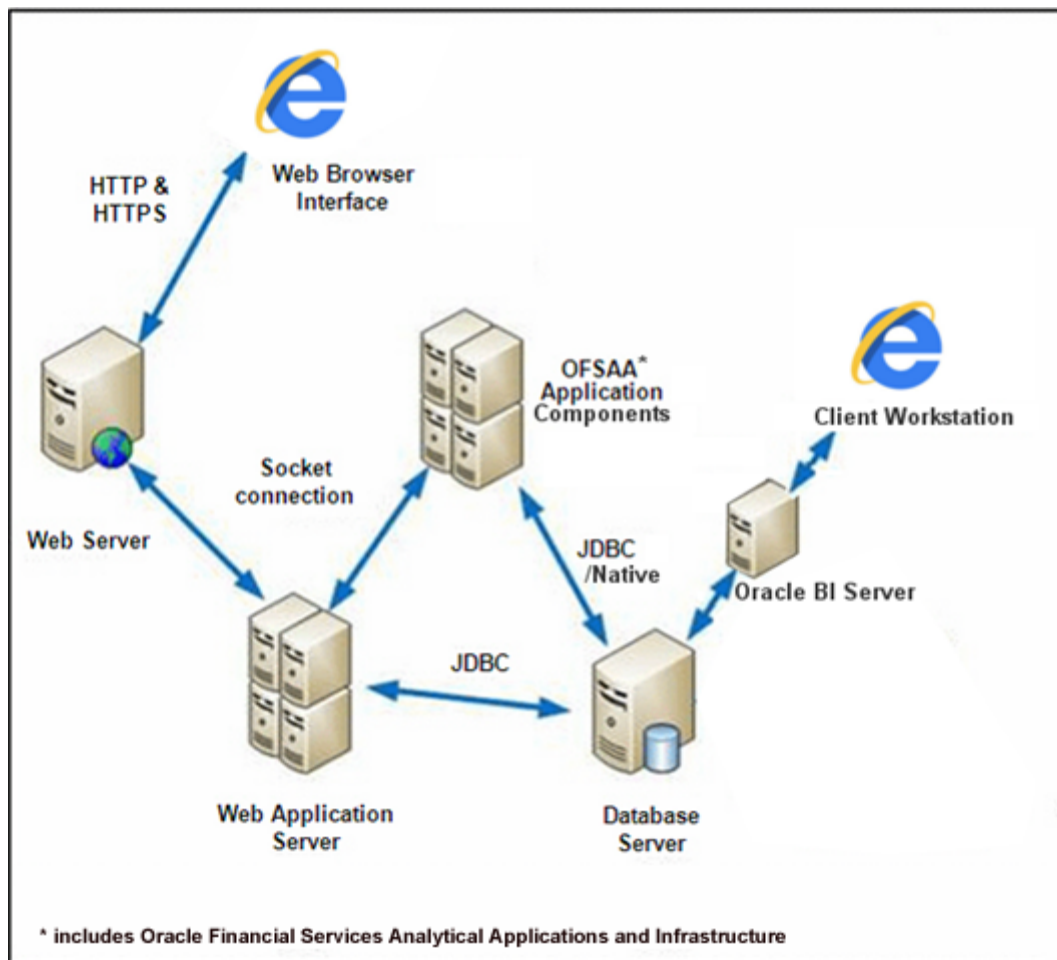 HTTP &
HTTPS
Web Browser
Interface
OFSAA*
Application
Components
Client Workstation
Socket
connection
Web Server
JDBC
/Native
Oracle BI Server
JDBC
Web Application
Server
Database
Server
* includes Oracle Financial Services Analytical Applications and Infrastructure